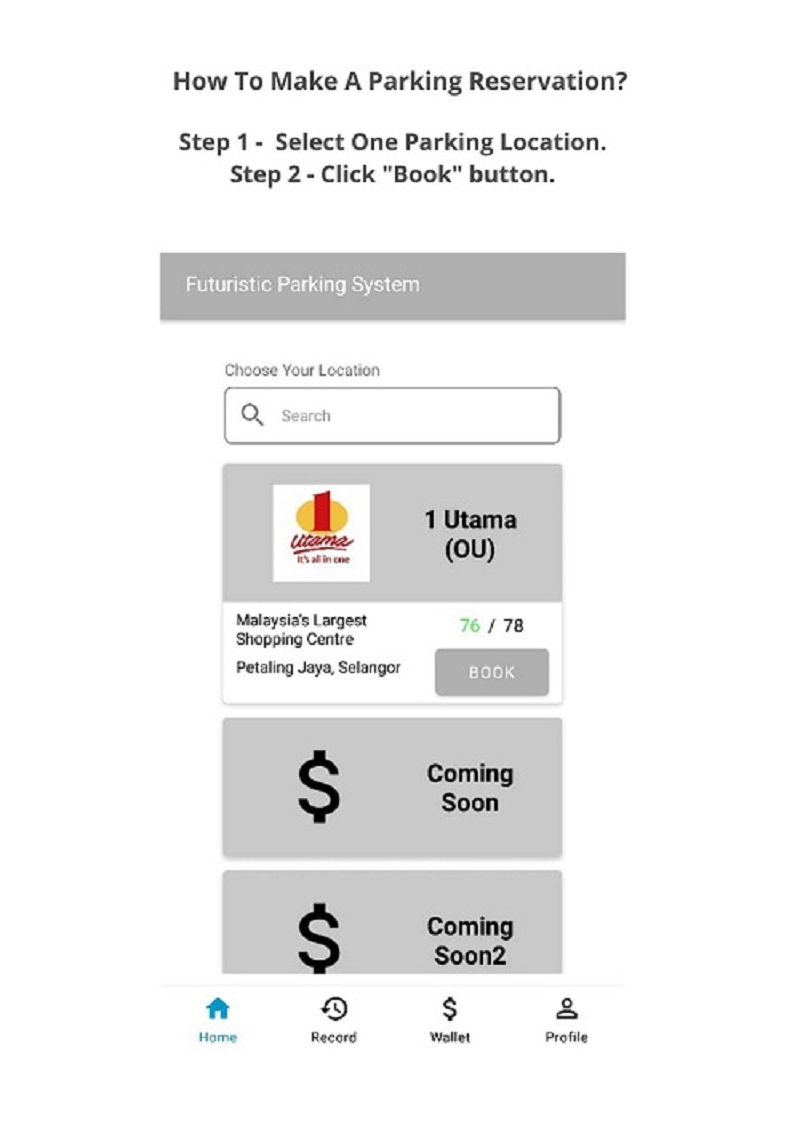 How To Make A Parking Reservation?
Step 1 - Select One Parking Location.
Step 2 - Click "Book" button.
Futuristic Parking System
Choose Your Location
Search
1
Utama
it's all in one
1 Utama
(OU)
Malaysia's Largest
Shopping Centre
76 / 78
Petaling Jaya, Selangor
BOOK
$
Coming
Soon
$
Coming
Soon2
$
Home
Record
Wallet
Profile